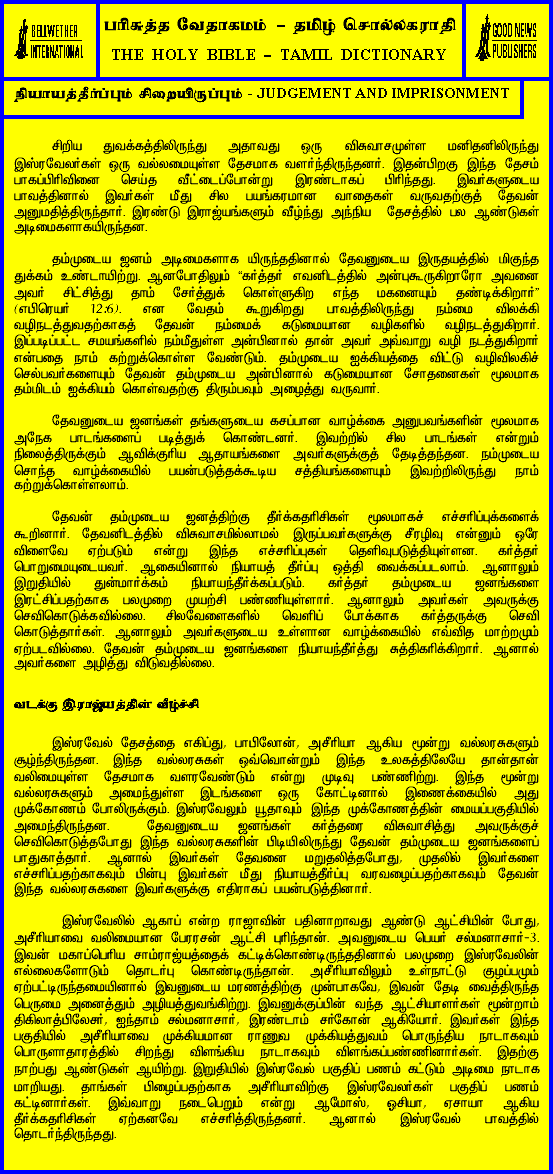 BELLWETHER
INTERNATIONAL
பரிசுத்த வேதாகமம் – தமிழ் சொல்லகராதி
THE HOLY BIBLE – TAMIL DICTIONARY
GOOD NEWS
PUBLISHERS
நியாயத்தீர்ப்பும் சிறையிருப்பும் - JUDGEMENT AND IMPRISONMENT
சிறிய துவக்கத்திலிருந்து அதாவது ஒரு விசுவாசமுள்ள மனிதனிலிருந்து
இஸ்ரவேலர்கள் ஒரு வல்லமையுள்ள தேசமாக வளர்ந்திருந்தனர். இதன்பிறகு இந்த தேசம்
பாகப்பிரிவினை செய்த வீட்டைப்போன்று இரண்டாகப் பிரிந்தது. இவர்களுடைய
பாவத்தினால் இவர்கள் மீது சில பயங்கரமான வாதைகள் வருவதற்குத் தேவன்
அனுமதித்திருந்தார். இரண்டு இராஜ்யங்களும் வீழ்ந்து அந்நிய தேசத்தில் பல ஆண்டுகள்
அடிமைகளாகயிருந்தன.
தம்முடைய ஜனம் அடிமைகளாக யிருந்ததினால் தேவனுடைய இருதயத்தில் மிகுந்த
துக்கம் உண்டாயிற்று. ஆனபோதிலும் “கர்த்தர் எவனிடத்தில் அன்புகூருகிறாரோ அவனை
அவர் சிட்சித்து தாம் சேர்த்துக் கொள்ளுகிற எந்த மகனையும் தண்டிக்கிறார்”
(எபிரெயர் 12:6). என வேதம் கூறுகிறது பாவத்திலிருந்து நம்மை விலக்கி
வழிநடத்துவதற்காகத் தேவன் நம்மைக் கடுமையான வழிகளில் வழிநடத்துகிறார்.
இப்படிப்பட்ட சமயங்களில் நம்மீதுள்ள அன்பினால் தான் அவர் அவ்வாறு வழி நடத்துகிறார்
என்பதை நாம் கற்றுக்கொள்ள வேண்டும். தம்முடைய ஐக்கியத்தை விட்டு வழிவிலகிச்
செல்பவர்களையும் தேவன் தம்முடைய அன்பினால் கடுமையான சோதனைகள் மூலமாக
தம்மிடம் ஐக்கியம் கொள்வதற்கு திரும்பவும் அழைத்து வருவார்.
தேவனுடைய ஜனங்கள் தங்களுடைய கசப்பான வாழ்க்கை அனுபவங்களின் மூலமாக
அநேக பாடங்களைப் படித்துக் கொண்டனர். இவற்றில் சில பாடங்கள் என்றும்
நிலைத்திருக்கும் ஆவிக்குரிய ஆதாயங்களை அவர்களுக்குத் தேடித்தந்தன. நம்முடைய
சொந்த வாழ்க்கையில் பயன்படுத்தக்கூடிய சத்தியங்களையும் இவற்றிலிருந்து நாம்
கற்றுக்கொள்ளலாம்.
தேவன் தம்முடைய ஜனத்திற்கு தீர்க்கதரிசிகள் மூலமாகச் எச்சரிப்புக்களைக்
கூறினார். தேவனிடத்தில் விசுவாசமில்லாமல் இருப்பவர்களுக்கு சீரழிவு என்னும் ஒரே
விளைவே ஏற்படும் என்று இந்த எச்சரிப்புகள் தெளிவுபடுத்தியுள்ளன. கர்த்தர்
பொறுமையுடையவர். ஆகையினால் நியாயத் தீர்ப்பு ஒத்தி வைக்கப்படலாம். ஆனாலும்
இறுதியில் துன்மார்க்கம் நியாயந்தீர்க்கப்படும். கர்த்தர் தம்முடைய ஜனங்களை
இரட்சிப்பதற்காக பலமுறை முயற்சி பண்ணியுள்ளார். ஆனாலும் அவர்கள் அவருக்கு
செவிகொடுக்கவில்லை. சிலவேளைகளில் வெளிப் போக்காக கர்த்தருக்கு செவி
கொடுத்தார்கள். ஆனாலும் அவர்களுடைய உள்ளான வாழ்க்கையில் எவ்வித மாற்றமும்
ஏற்படவில்லை. தேவன் தம்முடைய ஜனங்களை நியாயந்தீர்த்து சுத்திகரிக்கிறார். ஆனால்
அவர்களை அழித்து விடுவதில்லை.
வடக்கு இராஜ்யத்தின் வீழ்ச்சி
இஸ்ரவேல் தேசத்தை எகிப்து, பாபிலோன், அசீரியா ஆகிய மூன்று வல்லரசுகளும்
சூழ்ந்திருந்தன. இந்த வல்லரசுகள் ஒவ்வொன்றும் இந்த உலகத்திலேயே தான்தான்
வலிமையுள்ள தேசமாக வளரவேண்டும் என்று முடிவு பண்ணிற்று. இந்த மூன்று
வல்லரசுகளும் அமைந்துள்ள இடங்களை ஒரு கோட்டினால் இணைக்கையில் அது
முக்கோணம் போலிருக்கும். இஸ்ரவேலும் யூதாவும் இந்த முக்கோணத்தின் மையப்பகுதியில்
அமைந்திருந்தன. தேவனுடைய ஜனங்கள் கர்த்தரை விசுவாசித்து அவருக்குச்
செவிகொடுத்தபோது இந்த வல்லரசுகளின் பிடியிலிருந்து தேவன் தம்முடைய ஜனங்களைப்
பாதுகாத்தார். ஆனால் இவர்கள் தேவனை மறுதலித்தபோது, முதலில் இவர்களை
எச்சரிப்பதற்காகவும் பின்பு இவர்கள் மீது நியாயத்தீர்ப்பு வரவழைப்பதற்காகவும் தேவன்
இந்த வல்லரசுகளை இவர்களுக்கு எதிராகப் பயன்படுத்தினார்.
இஸ்ரவேலில் ஆகாப் என்ற ராஜாவின் பதினாறாவது ஆண்டு ஆட்சியின் போது,
அசீரியாவை வலிமையான பேரரசன் ஆட்சி புரிந்தான். அவனுடைய பெயர் சல்மனாசார்-3.
இவன் மகாப்பெரிய சாம்ராஜ்யத்தைக் கட்டிக்கொண்டிருந்ததினால் பலமுறை இஸ்ரவேலின்
எல்லைகளோடும் தொடர்பு கொண்டிருந்தான். அசீரியாவிலும் உள்நாட்டு குழப்பமும்
ஏற்பட்டிருந்தமையினால் இவனுடைய மரணத்திற்கு முன்பாகவே, இவன் தேடி வைத்திருந்த
பெருமை அனைத்தும் அழியத்துவங்கிற்று. இவனுக்குப்பின் வந்த ஆட்சியாளர்கள் மூன்றாம்
திகிலாத்பிலேசர், ஐந்தாம் சல்மனாசார், இரண்டாம் சர்கோன் ஆகியோர். இவர்கள் இந்த
பகுதியில் அசீரியாவை முக்கியமான ராணுவ முக்கியத்துவம் பொருந்திய நாடாகவும்
பொருளாதாரத்தில் சிறந்து விளங்கிய நாடாகவும் விளங்கப்பண்ணினார்கள். இதற்கு
நாற்பது ஆண்டுகள் ஆயிற்று. இறுதியில் இஸ்ரவேல் பகுதிப் பணம் கட்டும் அடிமை நாடாக
மாறியது. தாங்கள் பிழைப்பதற்காக அசீரியாவிற்கு இஸ்ரவேலர்கள் பகுதிப் பணம்
கட்டினார்கள். இவ்வாறு நடைபெறும் என்று ஆமோஸ், ஓசியா, ஏசாயா ஆகிய
தீர்க்கதரிசிகள் ஏற்கனவே எச்சரித்திருந்தனர். ஆனால் இஸ்ரவேல் பாவத்தில்
தொடர்ந்திருந்தது.